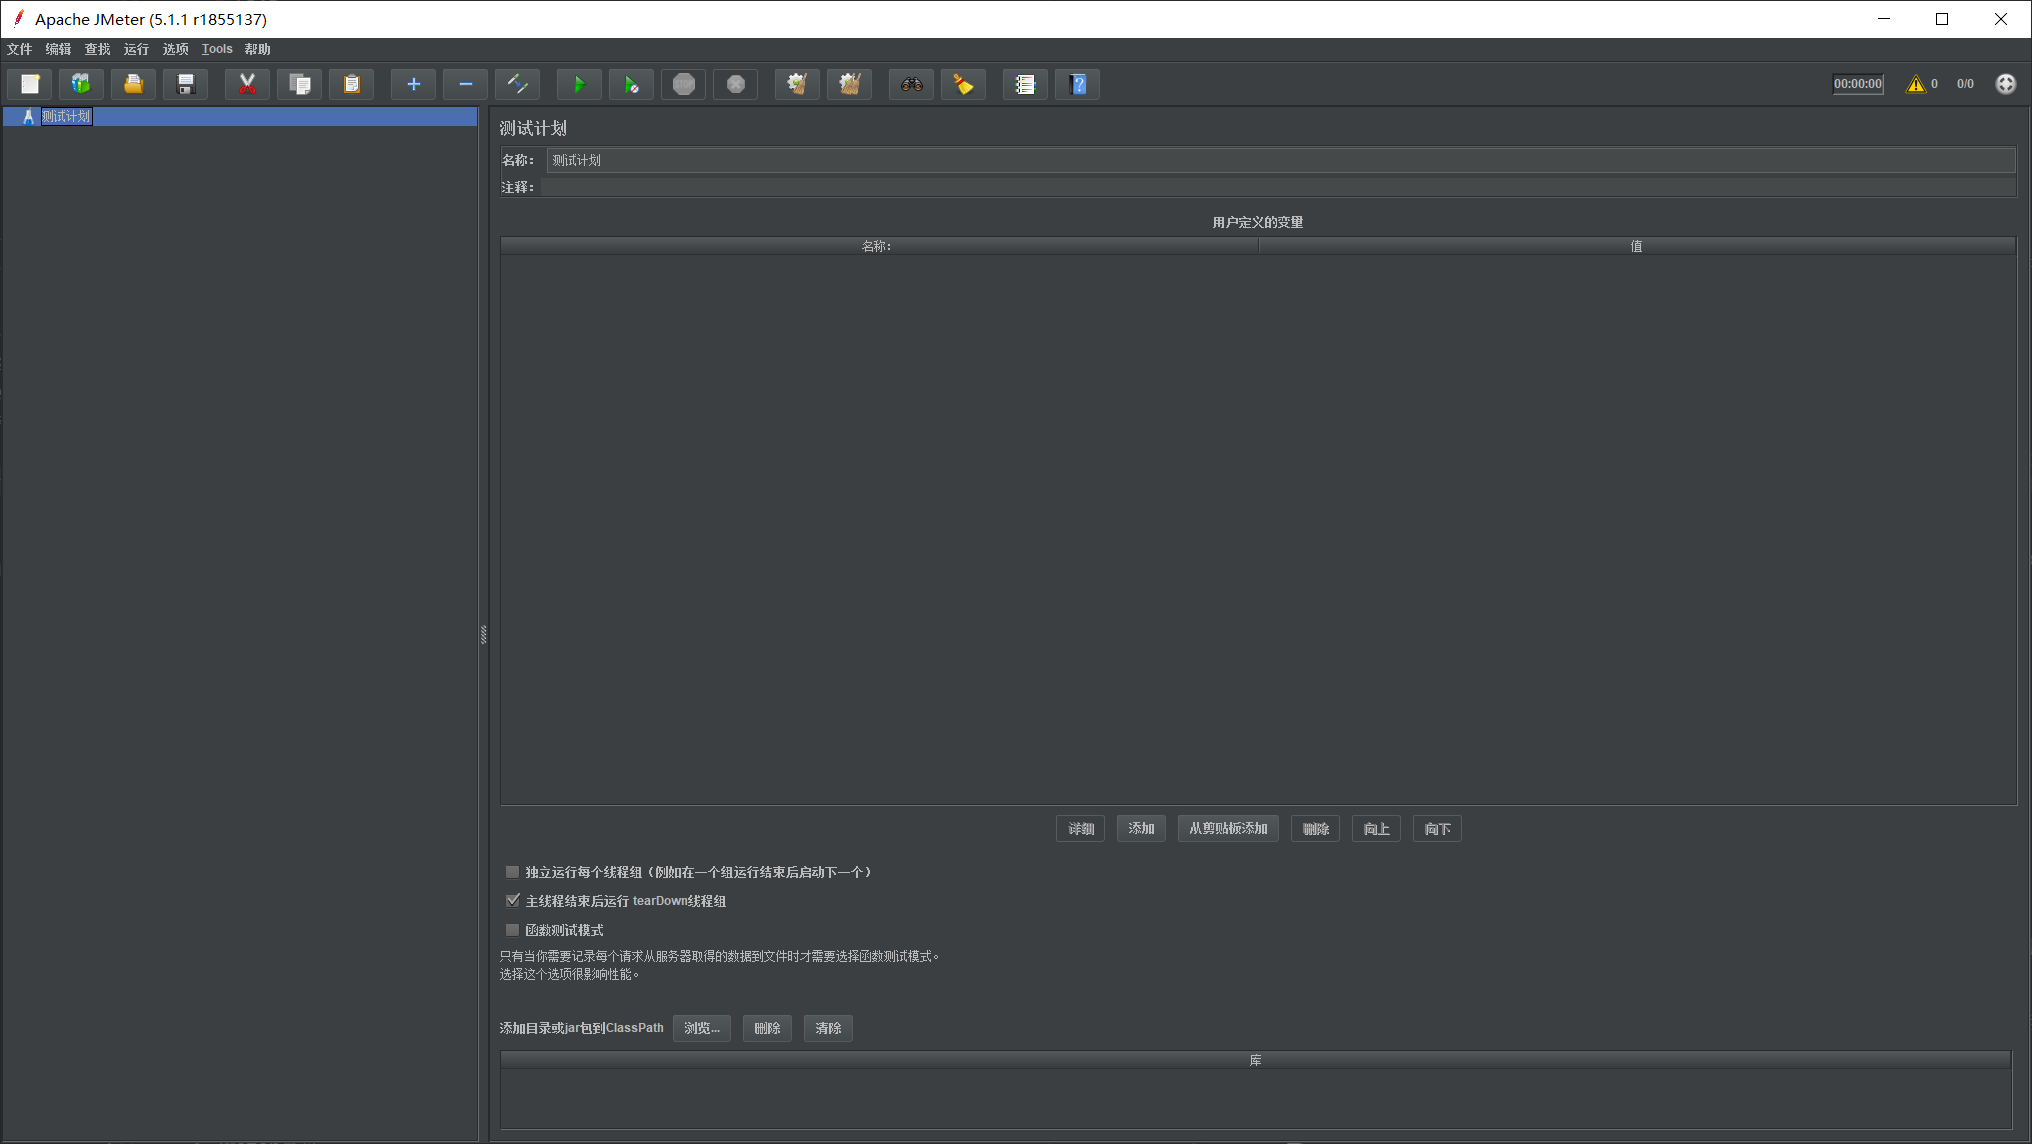 Apache JMeter (5.1.1 r1855137)
文件 编辑 查找 运行 选项 Tools 帮助
00:00:00 0 0/0
测试计划
测试计划
名称： 测试计划
注释：
用户定义的变量
名称： 值
详细 添加 从剪贴板添加 删除 向上 向下
独立运行每个线程组（例如在一个组运行结束后启动下一个）
主线程结束后运行 tearDown线程组
函数测试模式
只有当你需要记录每个请求从服务器取得的数据到文件时才需要选择函数测试模式。
选择这个选项很影响性能。
添加目录或jar包到ClassPath 浏览... 删除 清除
库